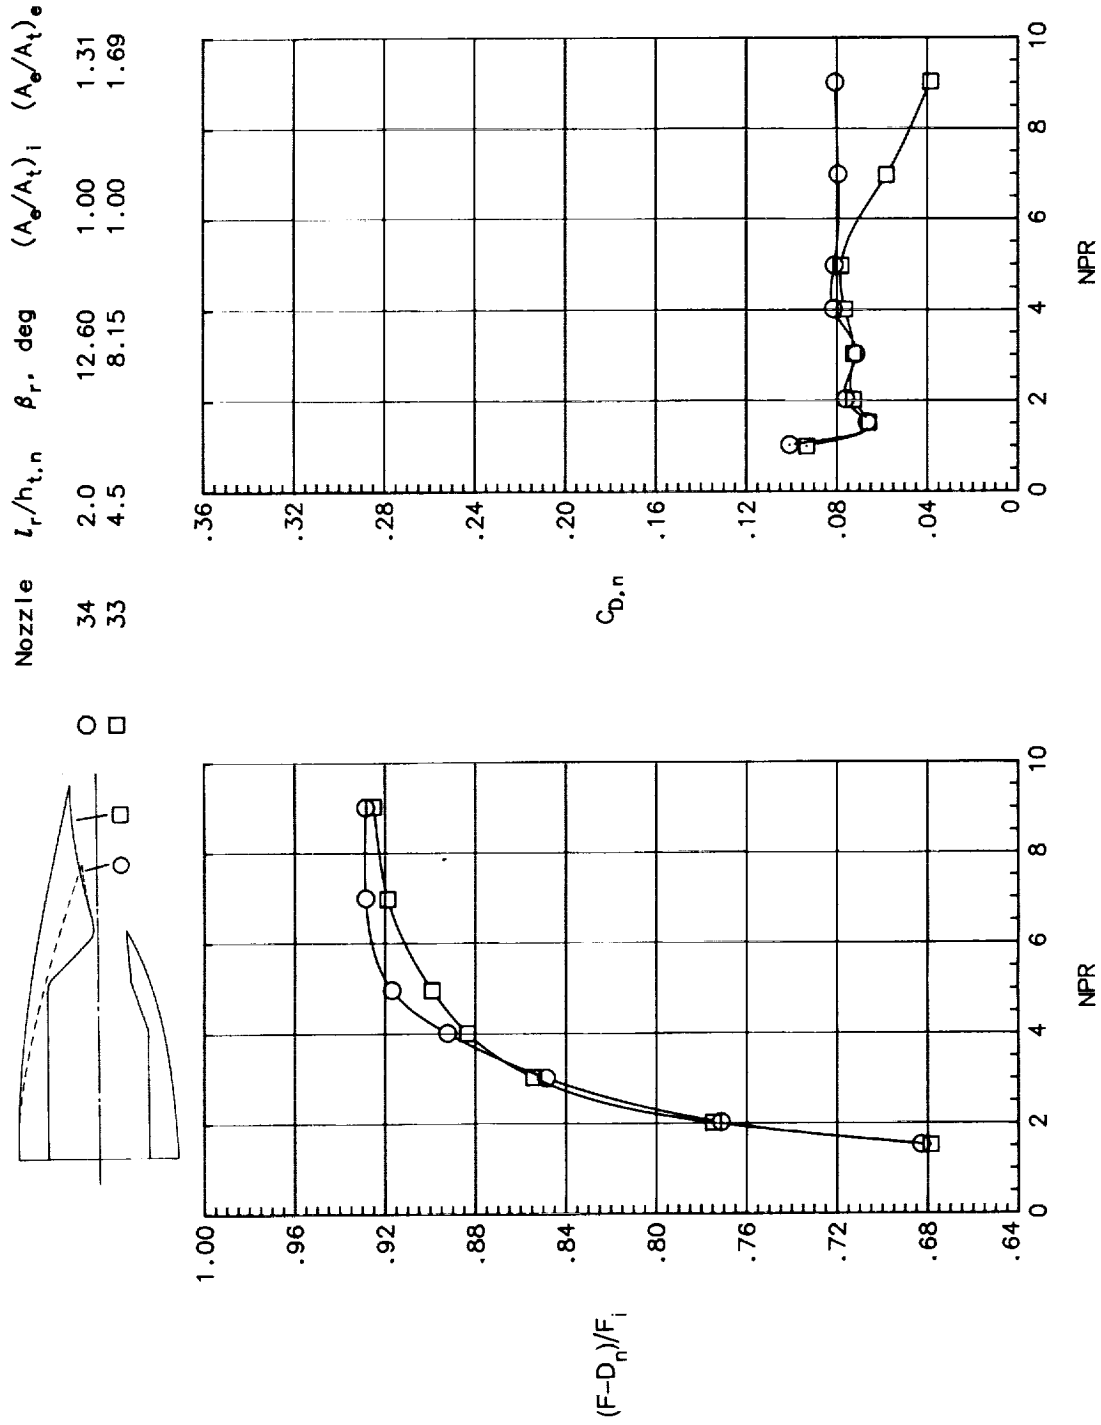 Nozzle l_r/h_t,n β_r, deg (A_e/A_t)_i (A_e/A_t)_e
34 2.0 12.60 1.00 1.31
33 4.5 8.15 1.00 1.69
1.00
.96
.92
.88
.84
.80
.76
.72
.68
.64
(F-D_n)/F_i
0 2 4 6 8 10
NPR
.36
.32
.28
.24
.20
.16
.12
.08
.04
0
C_D,n
0 2 4 6 8 10
NPR